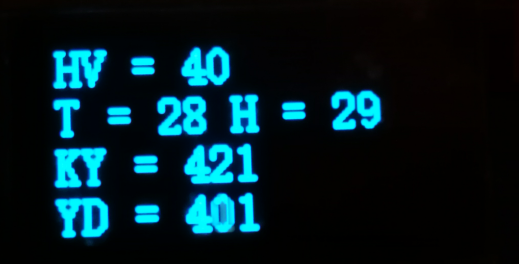 HV = 40
T = 28 H = 29
KY = 421
YD = 401